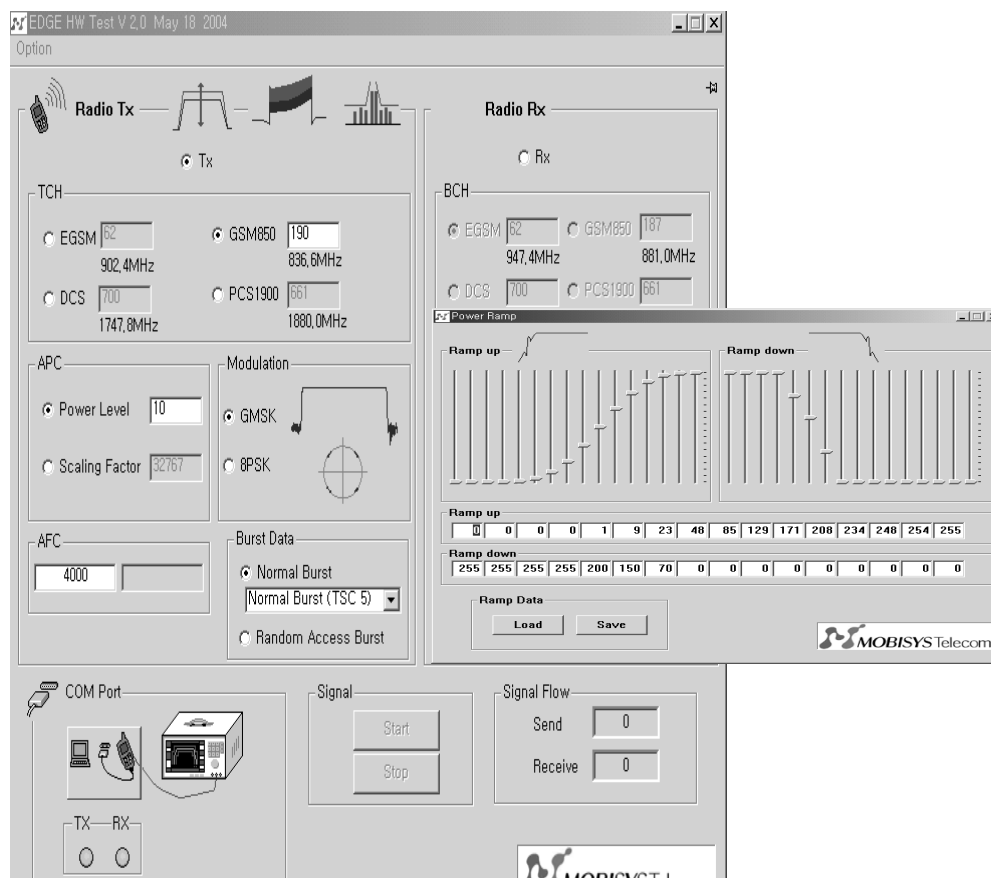 EDGE HW Test V 2,0 May 18 2004
Option
Radio Tx
Tx
TCH
EGSM 62
902,4MHz
GSM850 190
836,6MHz
DCS 700
1747,8MHz
PCS1900 661
1880,0MHz
APC
Power Level 10
Scaling Factor 32767
Modulation
GMSK
8PSK
AFC
4000
Burst Data
Normal Burst
Normal Burst (TSC 5)
Random Access Burst
Radio Rx
Rx
BCH
EGSM 62
947,4MHz
GSM850 187
881,0MHz
DCS 700
PCS1900 661
Power Ramp
Ramp up
Ramp down
Ramp up
0 0 0 0 1 9 23 48 85 129 171 208 234 248 254 255
Ramp down
255 255 255 255 200 150 70 0 0 0 0 0 0 0 0 0
Ramp Data
Load Save
MOBISYS Telecom
COM Port
TX RX
Signal
Start
Stop
Signal Flow
Send 0
Receive 0